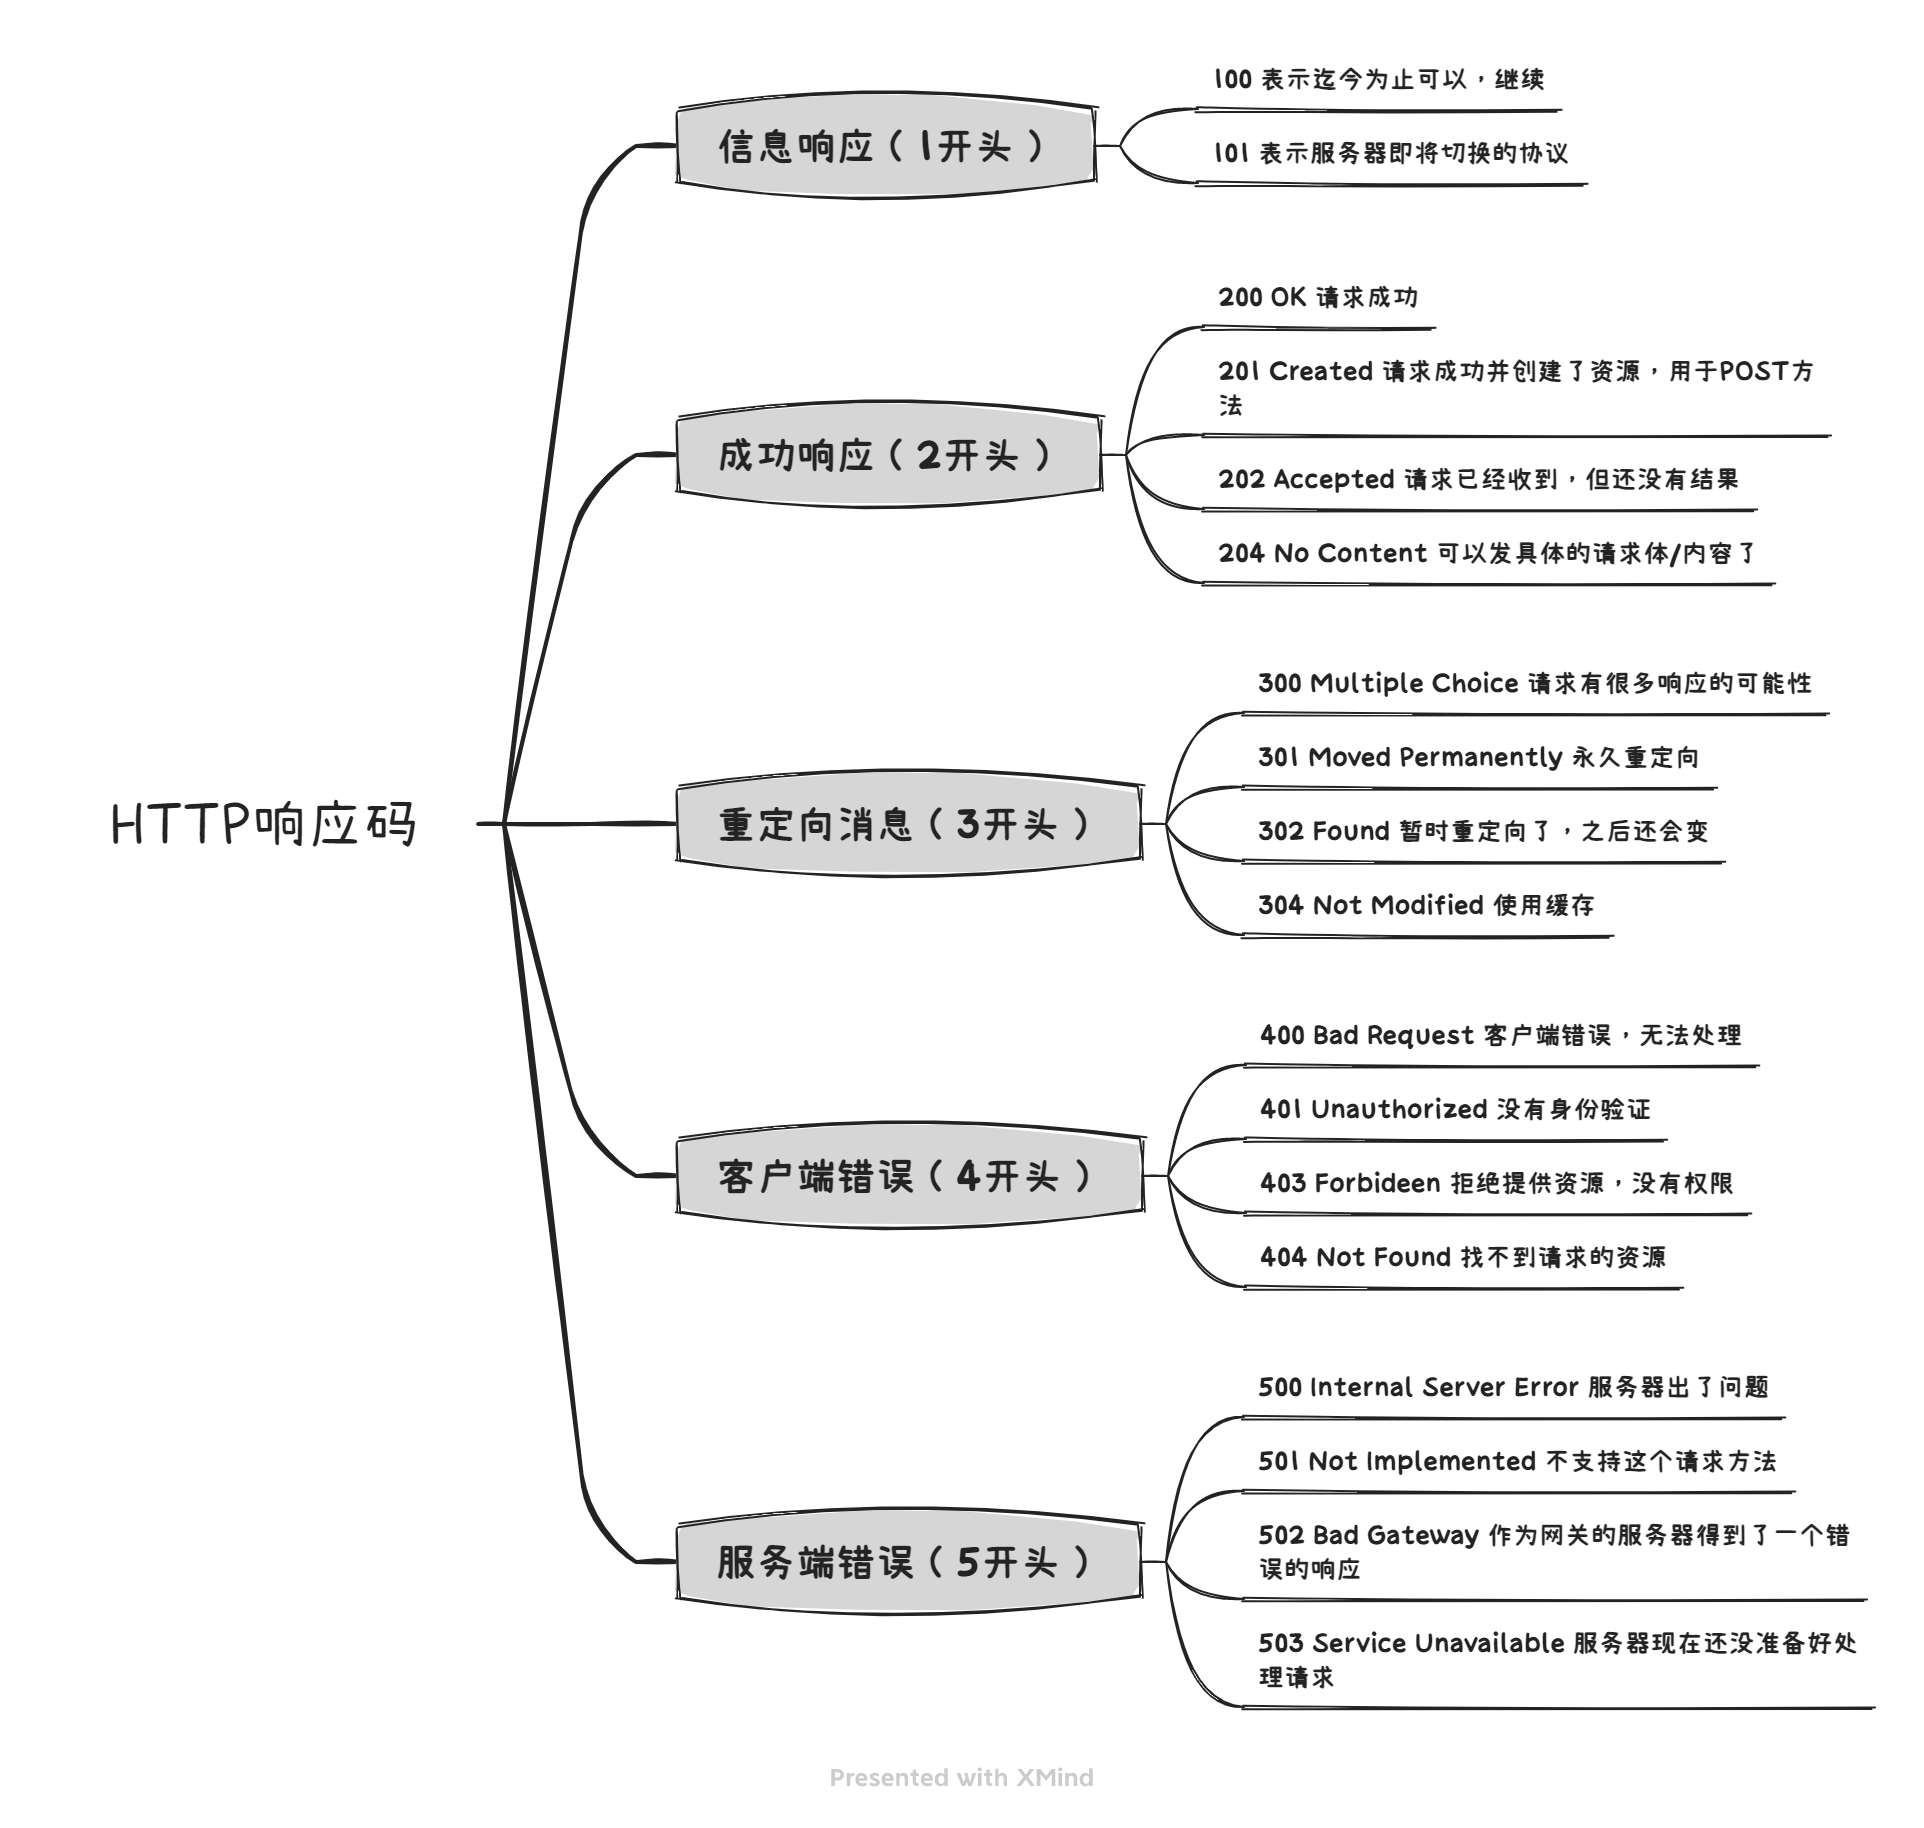 100 表示迄今为止可以，继续
信息响应（1开头）
101 表示服务器即将切换的协议
200 OK 请求成功
201 Created 请求成功并创建了资源，用于POST方
法
成功响应（2开头）
202 Accepted 请求已经收到，但还没有结果
204 No Content 可以发具体的请求体/内容了
300 Multiple Choice 请求有很多响应的可能性
301 Moved Permanently 永久重定向
HTTP响应码
重定向消息（3开头）
302 Found 暂时重定向了，之后还会变
304 Not Modified 使用缓存
400 Bad Request 客户端错误，无法处理
401 Unauthorized 没有身份验证
客户端错误（4开头）
403 Forbideen 拒绝提供资源，没有权限
404 Not Found 找不到请求的资源
500 Internal Server Error 服务器出了问题
501 Not Implemented 不支持这个请求方法
服务端错误（5开头）
502 Bad Gateway 作为网关的服务器得到了一个错
误的响应
503 Service Unavailable 服务器现在还没准备好处
理请求
Presented with XMind